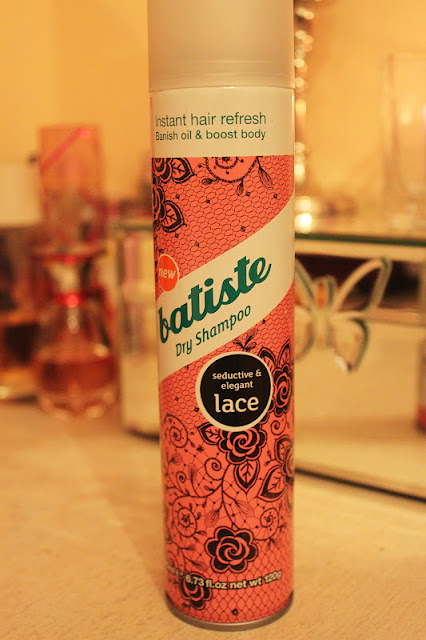 Instant hair refresh
Banish oil & boost body
new
batiste
Dry Shampoo
seductive &
elegant
lace
6.73 fl.oz net wt 120g